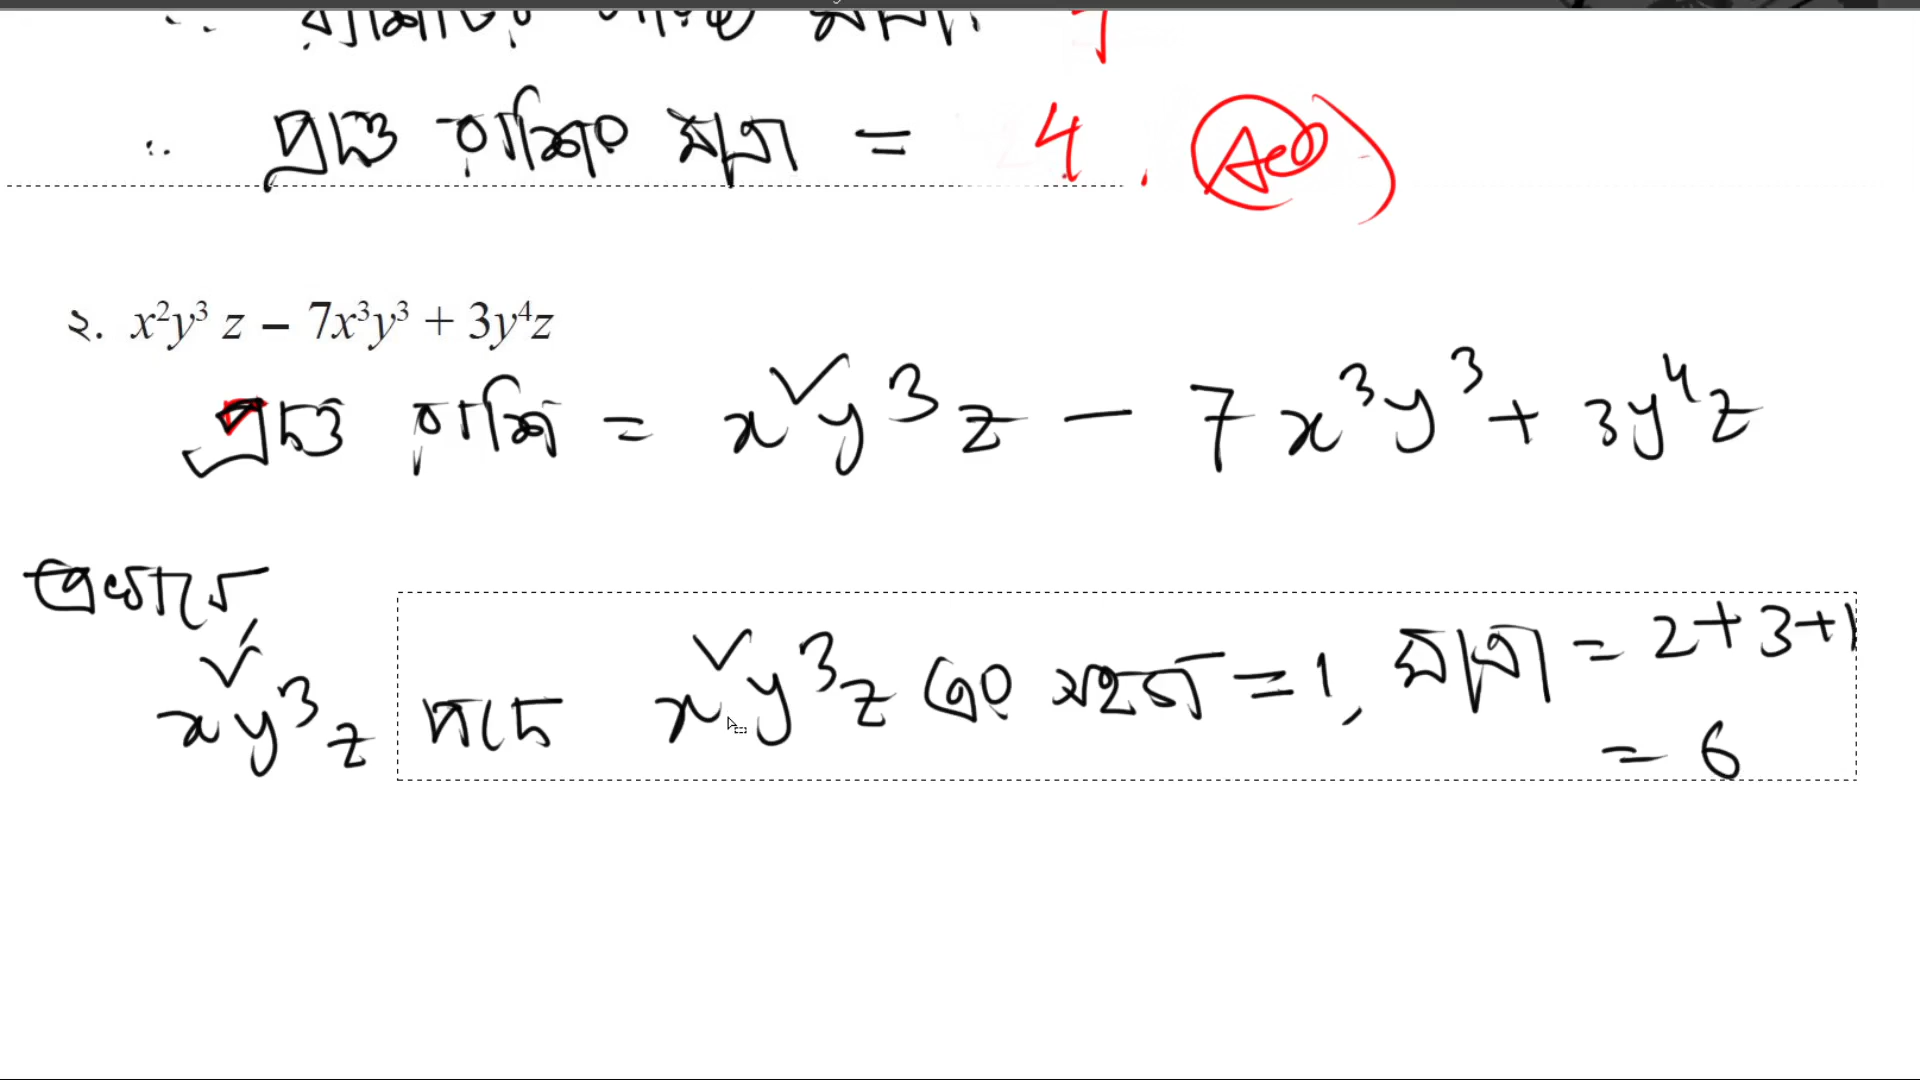 ∴ প্রদত্ত রাশির মাত্রা = 4. (Ans)
২. x²y³ z – 7x³y³ + 3y⁴z
প্রদত্ত রাশি = x²y³z − 7x³y³ + 3y⁴z
এখানে,
x²y³z পদে x²y³z এর সহগ = 1, মাত্রা = 2+3+1
= 6